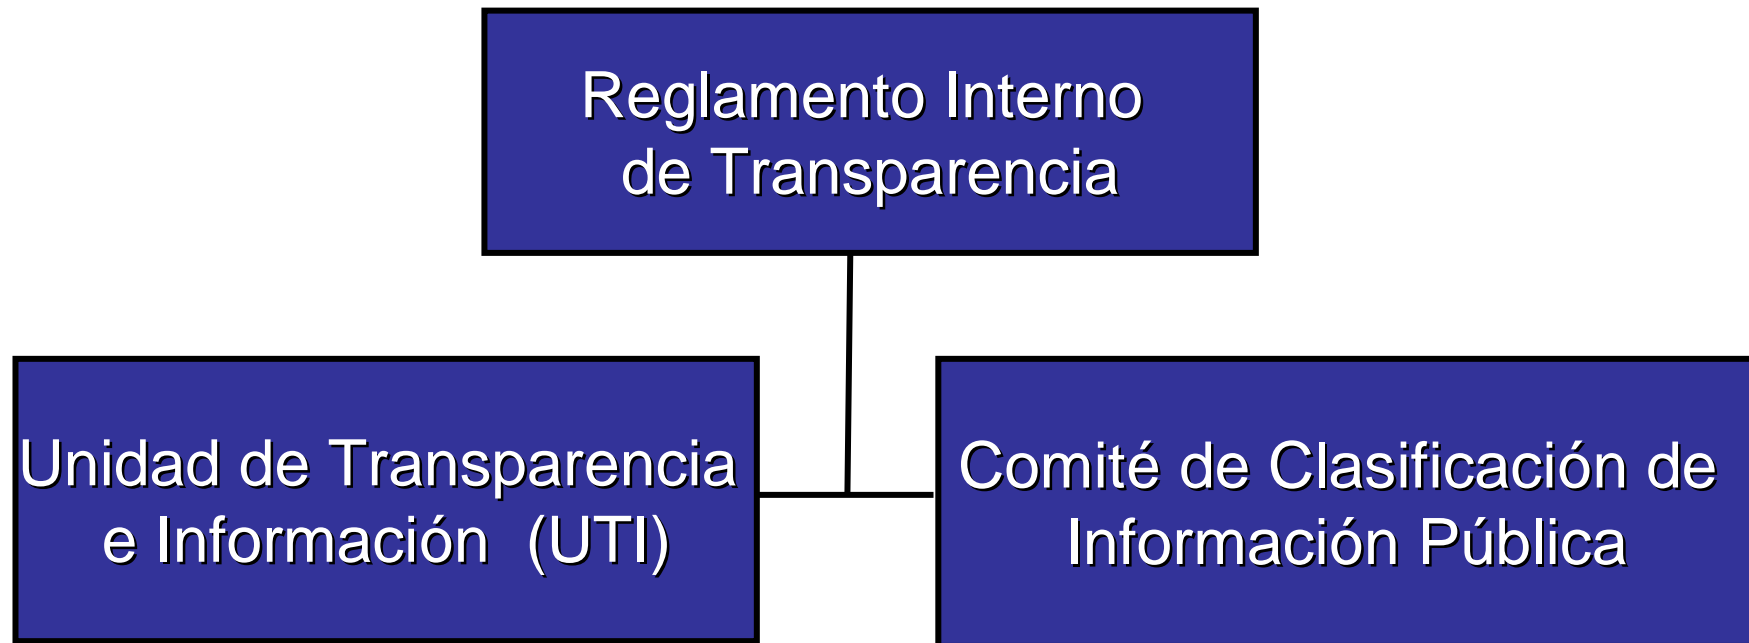 Reglamento Interno
de Transparencia
Unidad de Transparencia
e Información (UTI)
Comité de Clasificación de
Información Pública